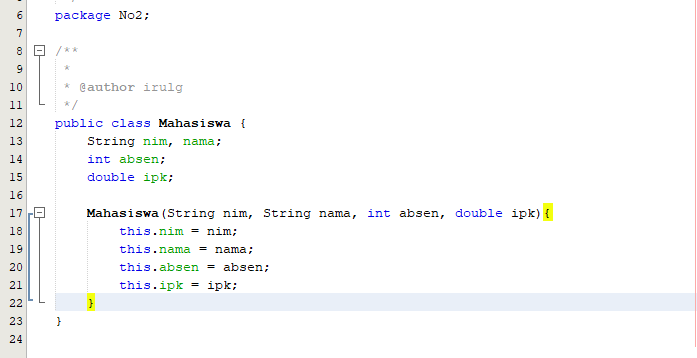 6 package No2;
7
8 /**
9 *
10 * @author irulg
11 */
12 public class Mahasiswa {
13 String nim, nama;
14 int absen;
15 double ipk;
16
17 Mahasiswa(String nim, String nama, int absen, double ipk){
18 this.nim = nim;
19 this.nama = nama;
20 this.absen = absen;
21 this.ipk = ipk;
22 }
23 }
24